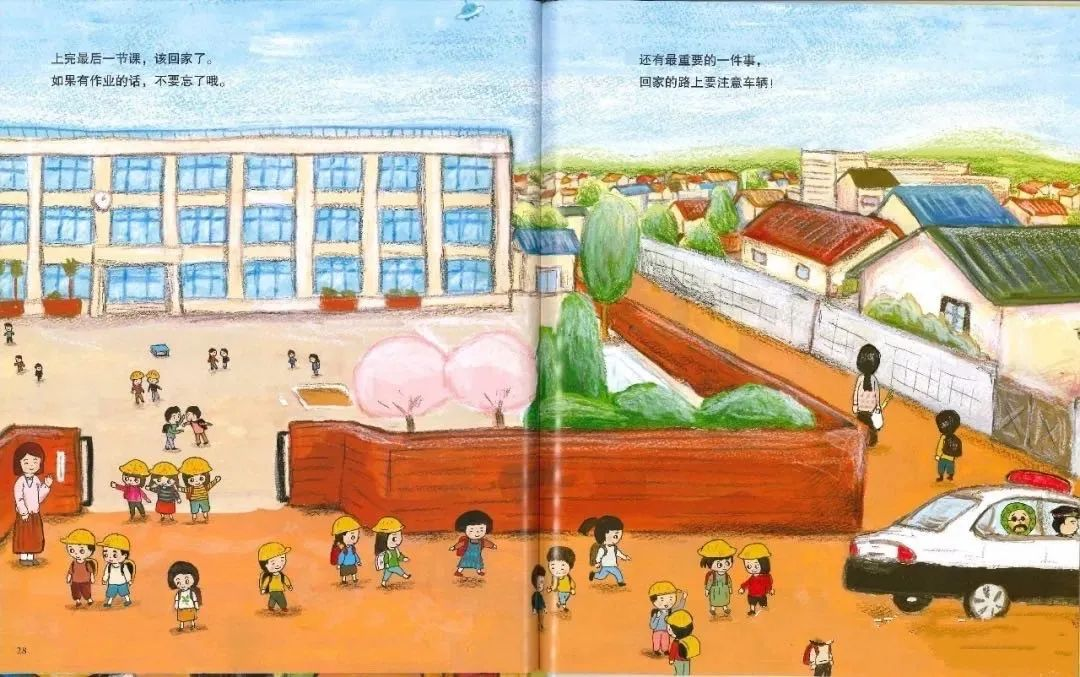 上完最后一节课，该回家了。
如果有作业的话，不要忘了哦。
还有最重要的一件事，
回家的路上要注意车辆！
28